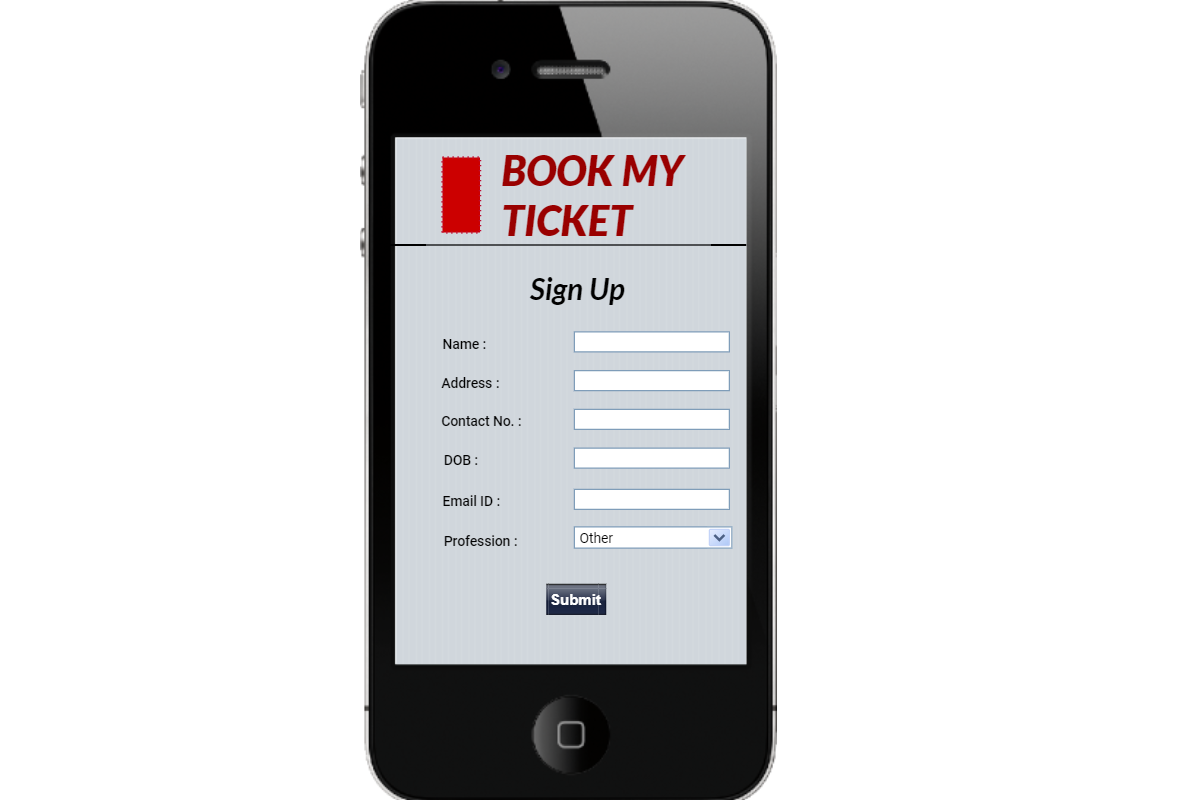 BOOK MY
TICKET
Sign Up
Name :
Address :
Contact No. :
DOB :
Email ID :
Profession :
Other
Submit